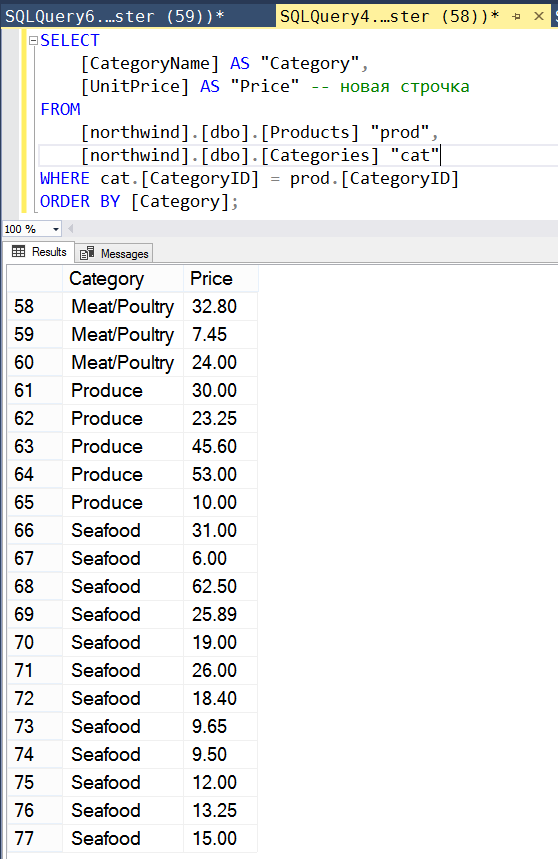 SQLQuery6.…ster (59))* SQLQuery4.…ster (58))*
SELECT
[CategoryName] AS "Category",
[UnitPrice] AS "Price" -- новая строчка
FROM
[northwind].[dbo].[Products] "prod",
[northwind].[dbo].[Categories] "cat"
WHERE cat.[CategoryID] = prod.[CategoryID]
ORDER BY [Category];
100 %
Results Messages
Category Price
58 Meat/Poultry 32.80
59 Meat/Poultry 7.45
60 Meat/Poultry 24.00
61 Produce 30.00
62 Produce 23.25
63 Produce 45.60
64 Produce 53.00
65 Produce 10.00
66 Seafood 31.00
67 Seafood 6.00
68 Seafood 62.50
69 Seafood 25.89
70 Seafood 19.00
71 Seafood 26.00
72 Seafood 18.40
73 Seafood 9.65
74 Seafood 9.50
75 Seafood 12.00
76 Seafood 13.25
77 Seafood 15.00